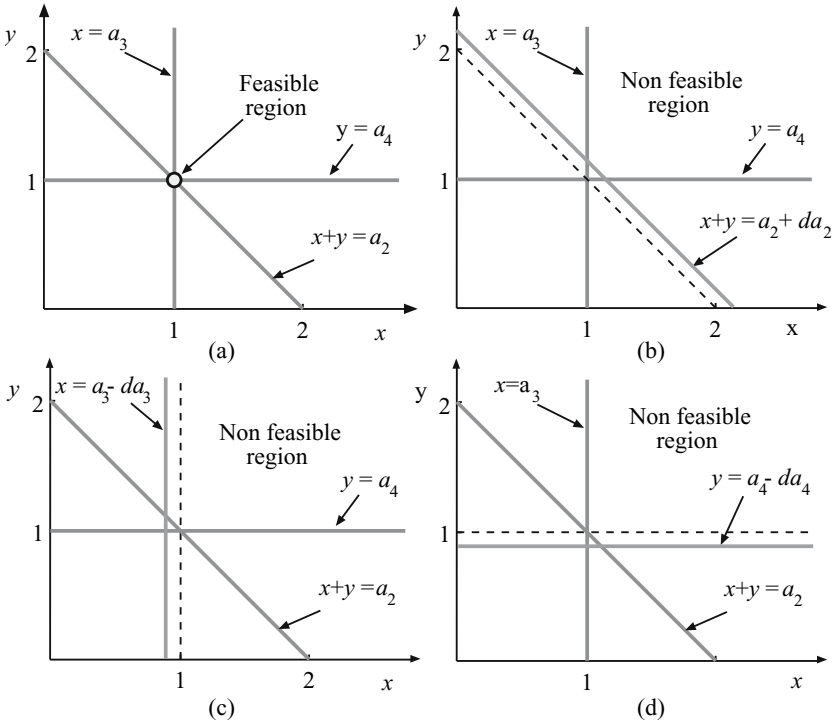 y
x = a3
2
Feasible
region
y = a4
1
x+y = a2
1
2
x
(a)
y
x = a3
2
Non feasible
region
y = a4
1
x+y = a2+ da2
1
2
x
(b)
y
x = a3- da3
2
Non feasible
region
y = a4
1
x+y = a2
1
2
x
(c)
y
x=a3
2
Non feasible
region
y = a4- da4
1
x+y = a2
1
2
x
(d)